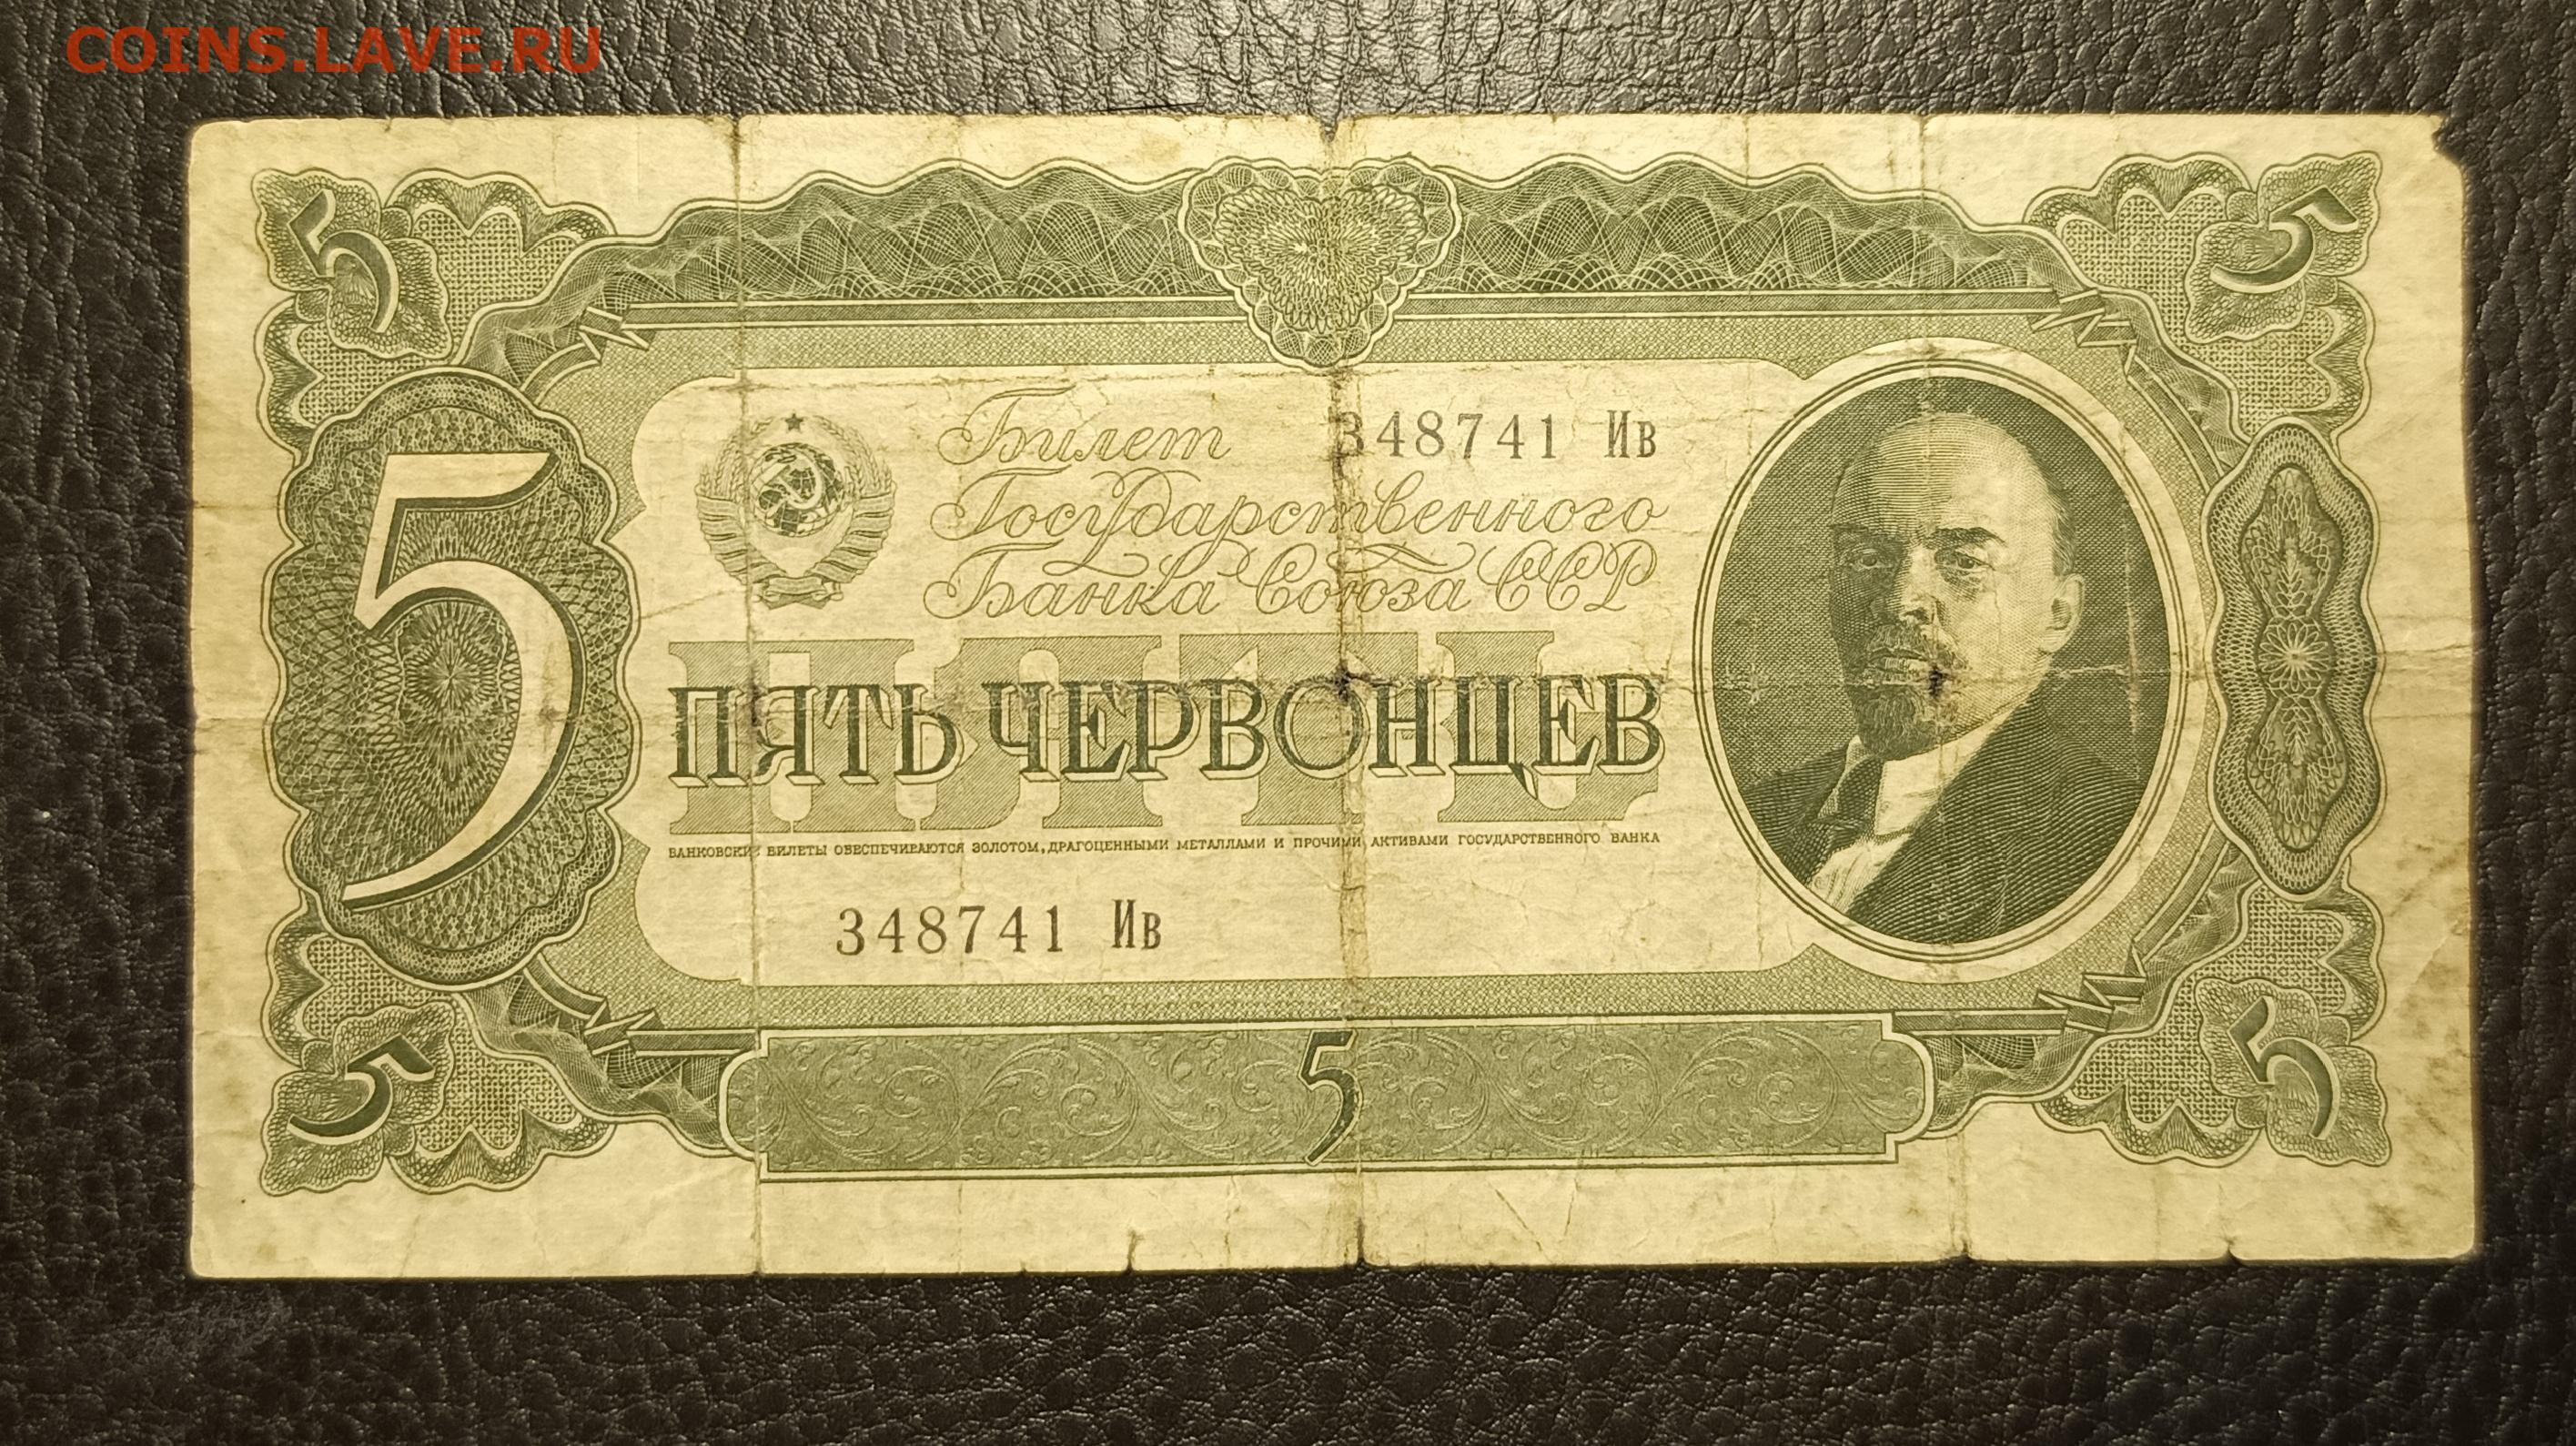 COINS.LAVE.RU
5 5
Билет 348741 Ив
Государственного
Банка Союза ССР
5
ПЯТЬ
ПЯТЬ ЧЕРВОНЦЕВ
БАНКОВСКИЕ БИЛЕТЫ ОБЕСПЕЧИВАЮТСЯ ЗОЛОТОМ, ДРАГОЦЕННЫМИ МЕТАЛЛАМИ И ПРОЧИМИ АКТИВАМИ ГОСУДАРСТВЕННОГО БАНКА
348741 Ив
5 5 5